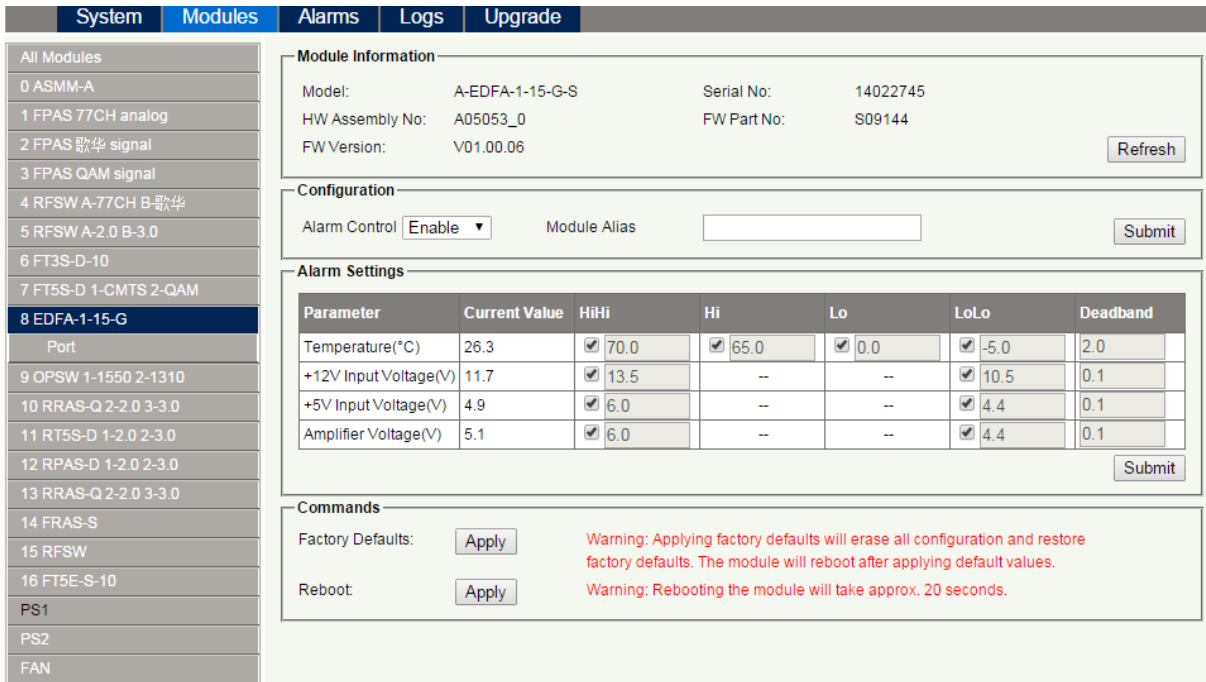 System Modules Alarms Logs Upgrade
All Modules
0 ASMM-A
1 FPAS 77CH analog
2 FPAS 歌华 signal
3 FPAS QAM signal
4 RFSW A-77CH B-歌华
5 RFSW A-2.0 B-3.0
6 FT3S-D-10
7 FT5S-D 1-CMTS 2-QAM
8 EDFA-1-15-G
Port
9 OPSW 1-1550 2-1310
10 RRAS-Q 2-2.0 3-3.0
11 RT5S-D 1-2.0 2-3.0
12 RPAS-D 1-2.0 2-3.0
13 RRAS-Q 2-2.0 3-3.0
14 FRAS-S
15 RFSW
16 FT5E-S-10
PS1
PS2
FAN
Module Information
Model: A-EDFA-1-15-G-S Serial No: 14022745
HW Assembly No: A05053_0 FW Part No: S09144
FW Version: V01.00.06
Refresh
Configuration
Alarm Control Enable Module Alias
Submit
Alarm Settings
Parameter Current Value HiHi Hi Lo LoLo Deadband
Temperature(°C) 26.3 70.0 65.0 0.0 -5.0 2.0
+12V Input Voltage(V) 11.7 13.5 -- -- 10.5 0.1
+5V Input Voltage(V) 4.9 6.0 -- -- 4.4 0.1
Amplifier Voltage(V) 5.1 6.0 -- -- 4.4 0.1
Submit
Commands
Factory Defaults: Apply Warning: Applying factory defaults will erase all configuration and restore
factory defaults. The module will reboot after applying default values.
Reboot: Apply Warning: Rebooting the module will take approx. 20 seconds.